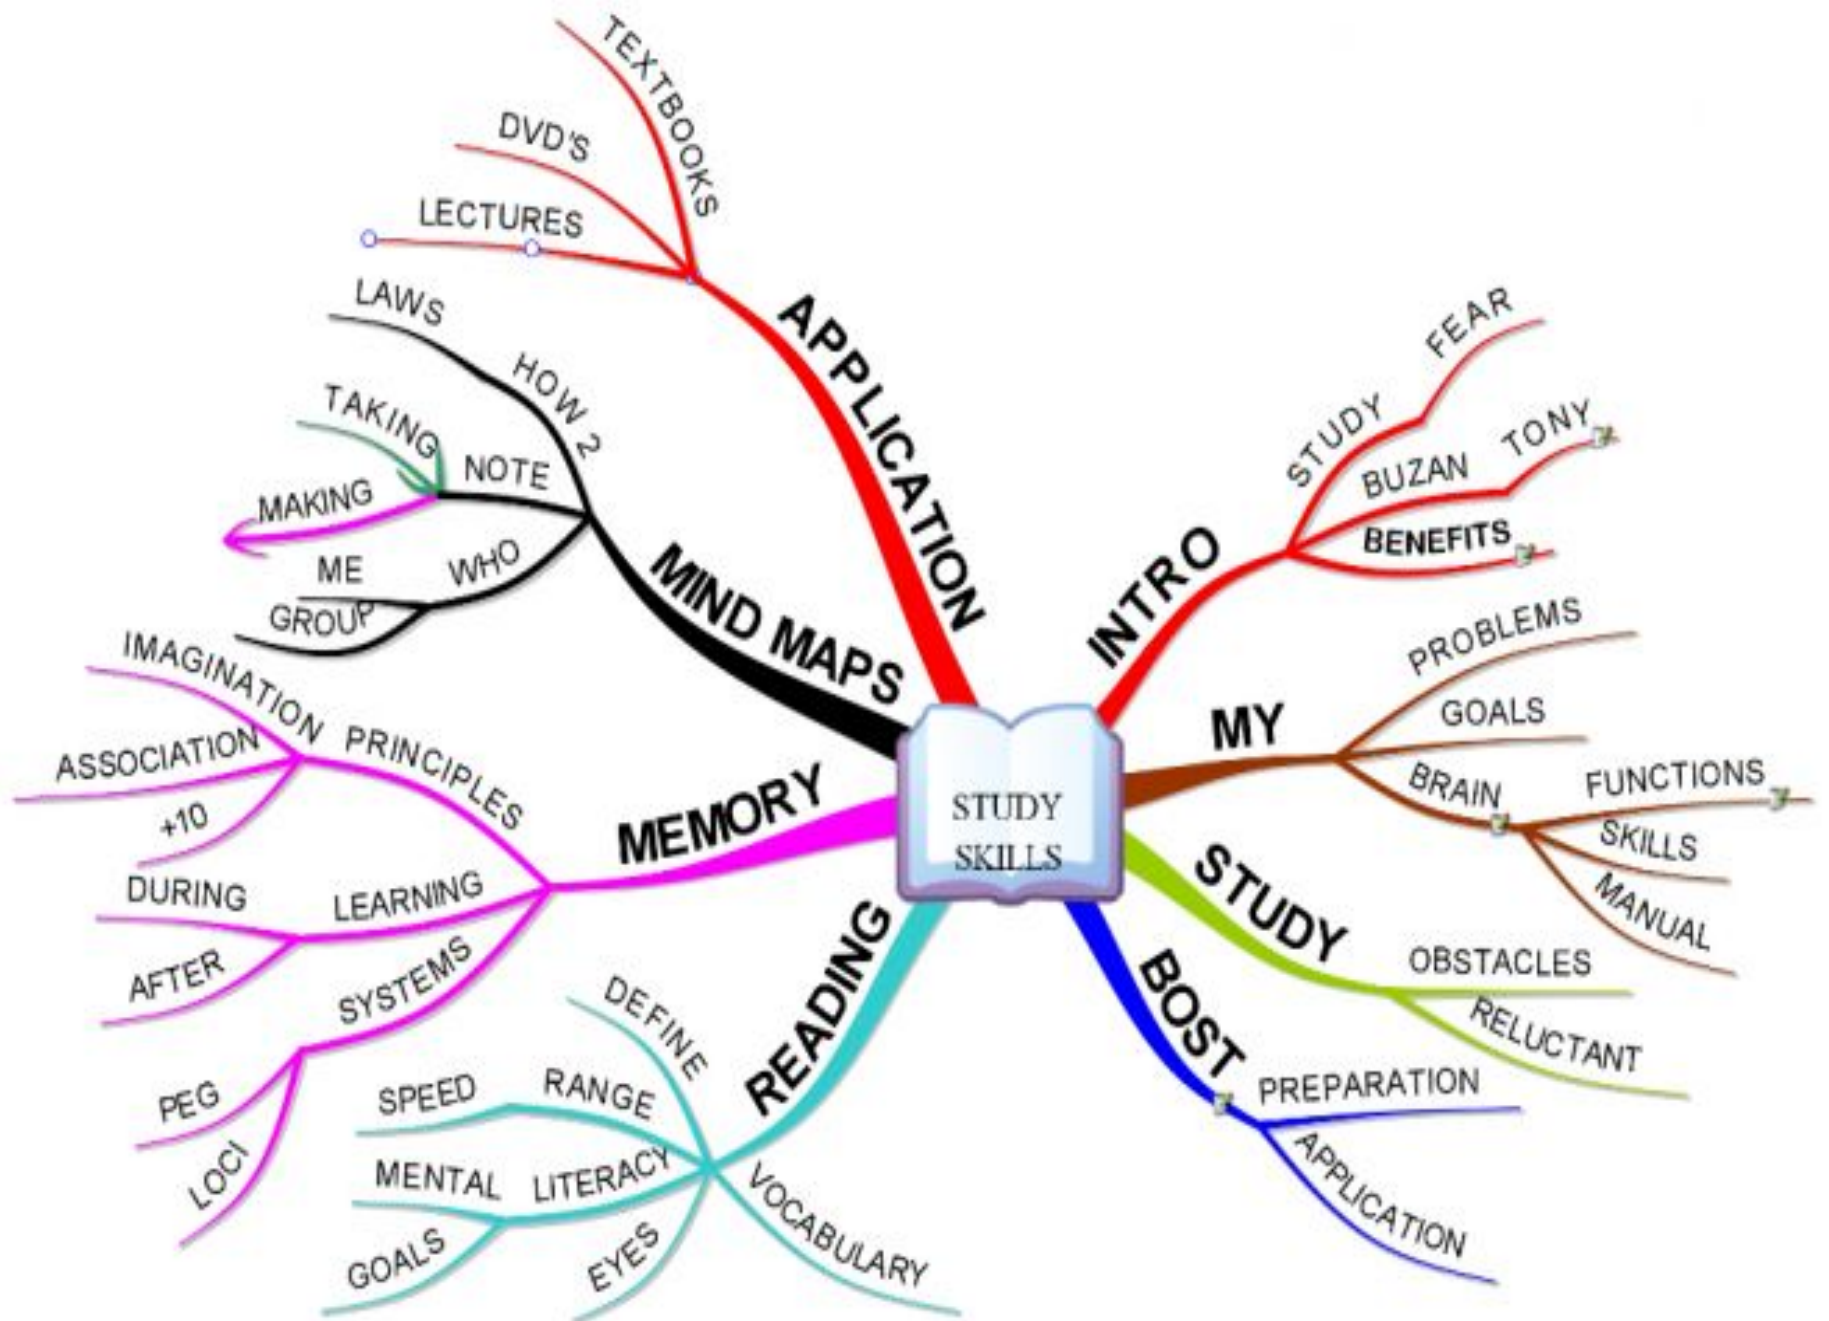 STUDY
SKILLS
INTRO
STUDY
FEAR
BUZAN
TONY
BENEFITS
MY
PROBLEMS
GOALS
BRAIN
FUNCTIONS
SKILLS
MANUAL
STUDY
OBSTACLES
RELUCTANT
BOST
PREPARATION
APPLICATION
READING
VOCABULARY
EYES
LITERACY
MENTAL
GOALS
RANGE
SPEED
DEFINE
MEMORY
SYSTEMS
LOCI
PEG
LEARNING
AFTER
DURING
PRINCIPLES
+10
ASSOCIATION
IMAGINATION
MIND MAPS
WHO
GROUP
ME
NOTE
MAKING
TAKING
HOW 2
LAWS
APPLICATION
LECTURES
DVD'S
TEXTBOOKS